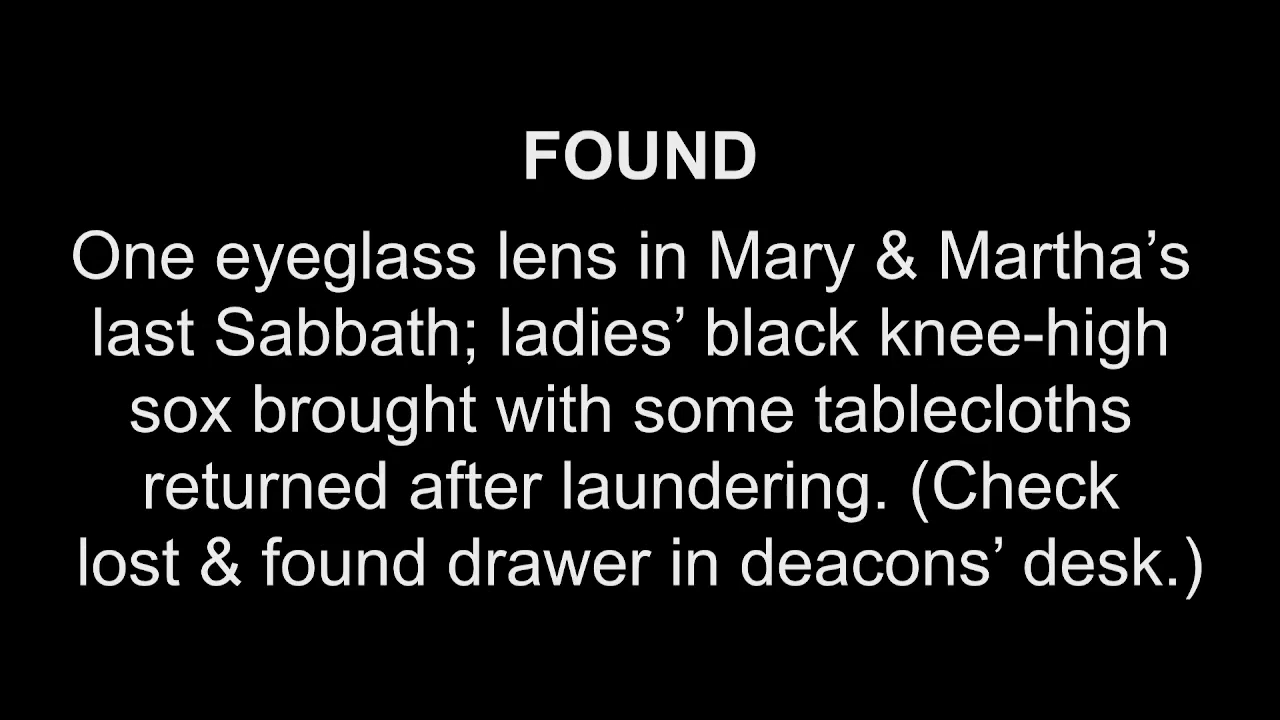 FOUND
One eyeglass lens in Mary & Martha’s
last Sabbath; ladies’ black knee-high
sox brought with some tablecloths
returned after laundering. (Check
lost & found drawer in deacons’ desk.)